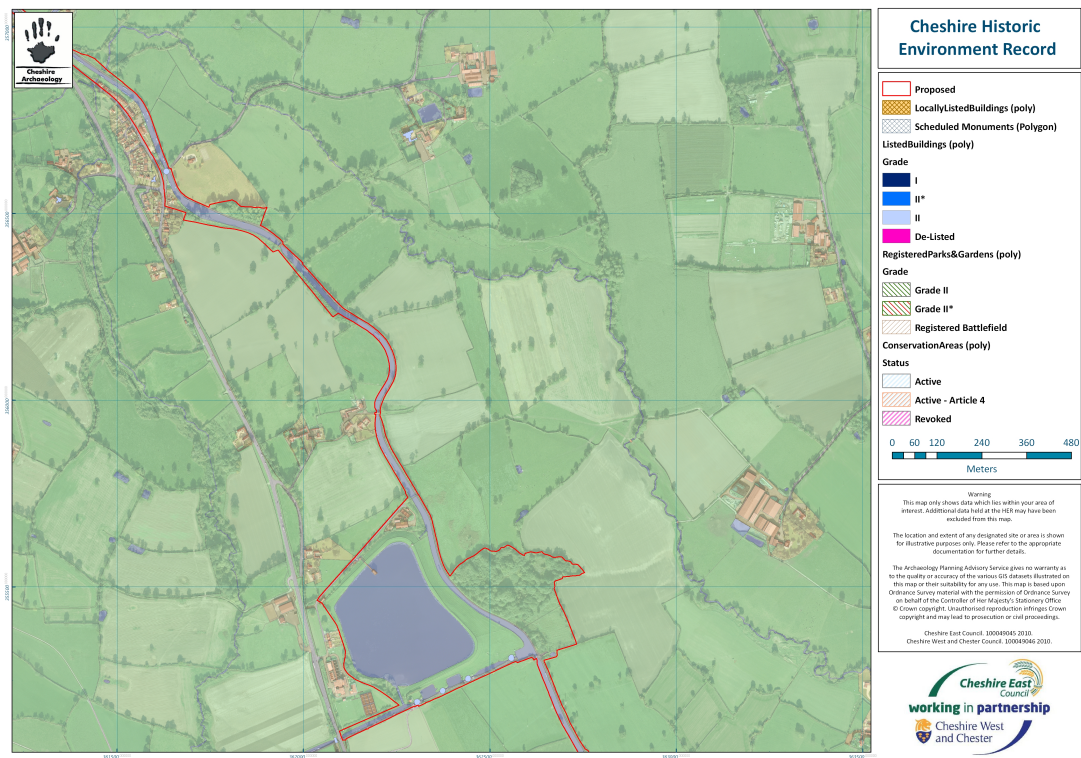 Cheshire
Archaeology
Cheshire Historic
Environment Record
Proposed
LocallyListedBuildings (poly)
Scheduled Monuments (Polygon)
ListedBuildings (poly)
Grade
I
II*
II
De-Listed
RegisteredParks&Gardens (poly)
Grade
Grade II
Grade II*
Registered Battlefield
ConservationAreas (poly)
Status
Active
Active - Article 4
Revoked
0 60 120 240 360 480
Meters
Warning
This map only shows data which lies within your area of
interest. Addditional data held at the HER may have been
excluded from this map.
The location and extent of any designated site or area is shown
for illustrative purposes only. Please refer to the appropriate
documentation for further details.
The Archaeology Planning Advisory Service gives no warranty as
to the quality or accuracy of the various GIS datasets illustrated on
this map or their suitability for any use. This map is based upon
Ordnance Survey material with the permission of Ordnance Survey
on behalf of the Controller of Her Majesty's Stationery Office
© Crown copyright. Unauthorised reproduction infringes Crown
copyright and may lead to prosecution or civil proceedings.
Cheshire East Council. 100049045 2010.
Cheshire West and Chester Council. 100049046 2010.
Cheshire East
Council
working in partnership
Cheshire West
and Chester